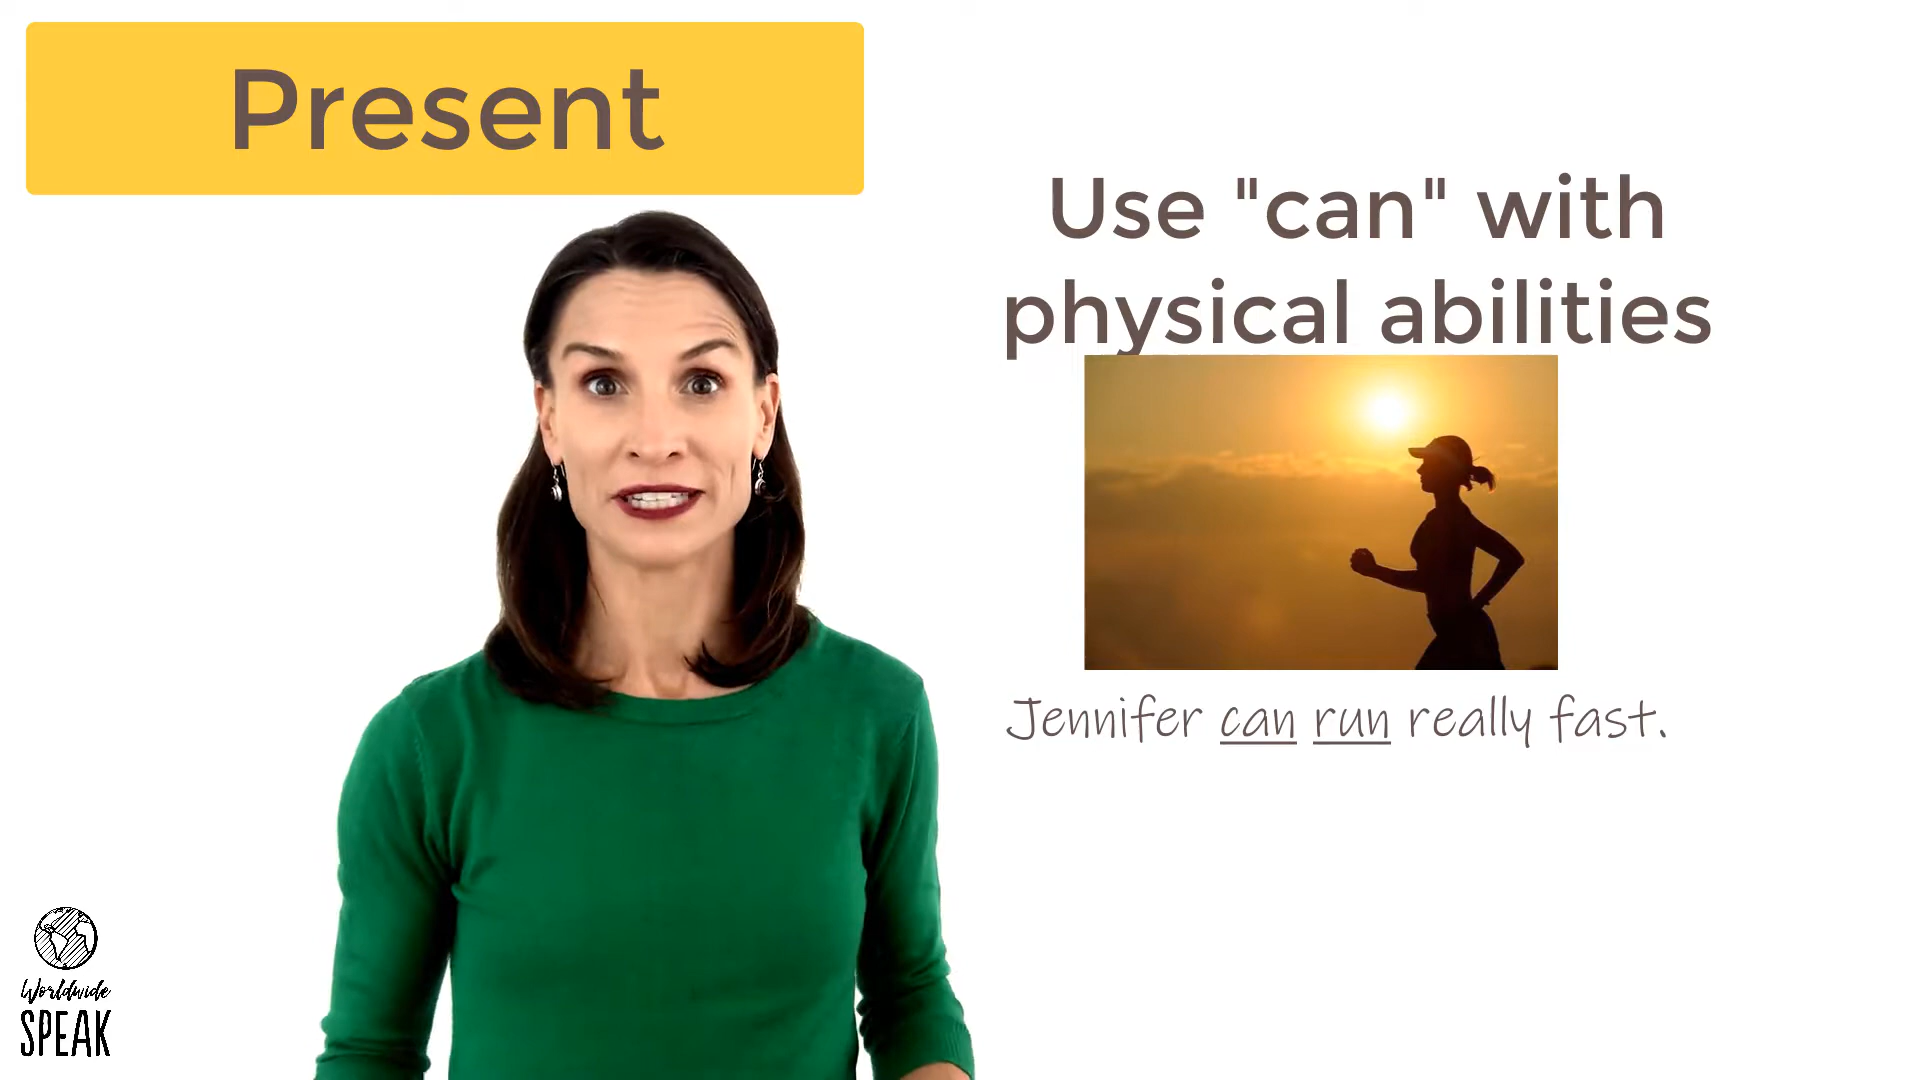 Present
Use "can" with
physical abilities
Jennifer can run really fast.
Worldwide
SPEAK